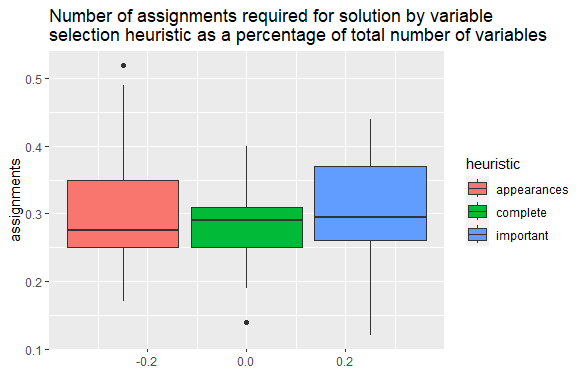 Number of assignments required for solution by variable
selection heuristic as a percentage of total number of variables
assignments
0.5
0.4
0.3
0.2
0.1
-0.2
0.0
0.2
heuristic
appearances
complete
important